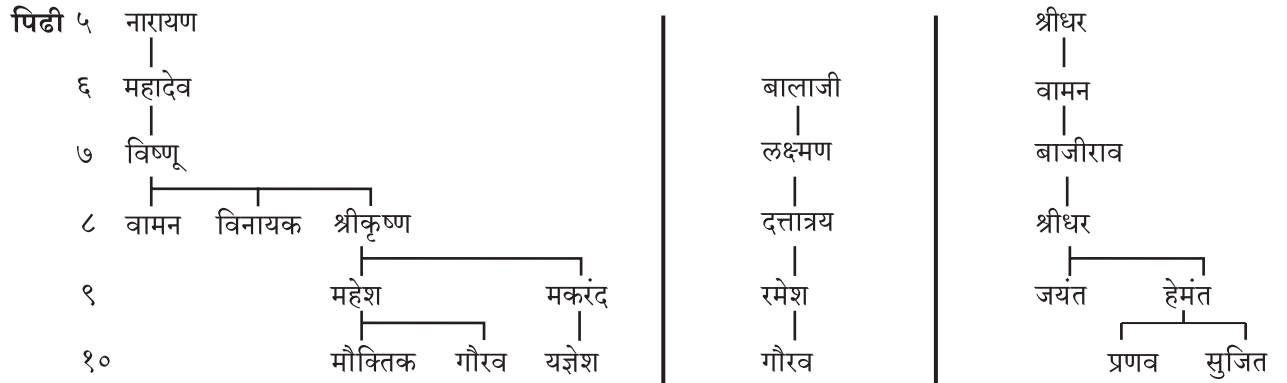 पिढी ५ नारायण श्रीधर
६ महादेव बालाजी वामन
७ विष्णू लक्ष्मण बाजीराव
८ वामन विनायक श्रीकृष्ण दत्तात्रय श्रीधर
९ महेश मकरंद रमेश जयंत हेमंत
१० मौक्तिक गौरव यज्ञेश गौरव प्रणव सुजित